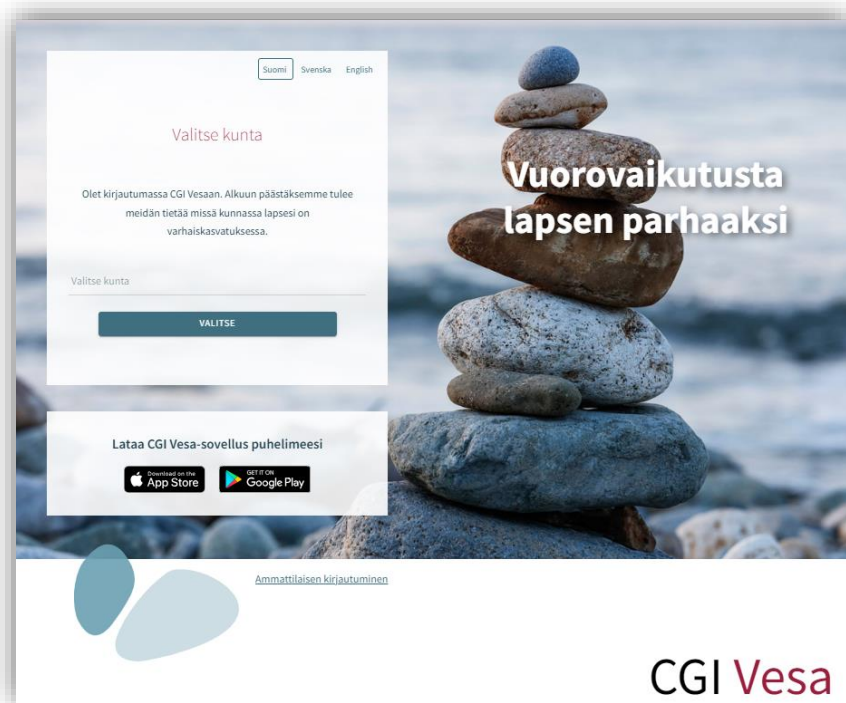 Suomi Svenska English
Valitse kunta
Olet kirjautumassa CGI Vesaan. Alkuun päästäksemme tulee
meidän tietää missä kunnassa lapsesi on
varhaiskasvatuksessa.
Valitse kunta
VALITSE
Vuorovaikutusta
lapsen parhaaksi
Lataa CGI Vesa-sovellus puhelimeesi
Download on the
App Store
GET IT ON
Google Play
Ammattilaisen kirjautuminen
CGI Vesa